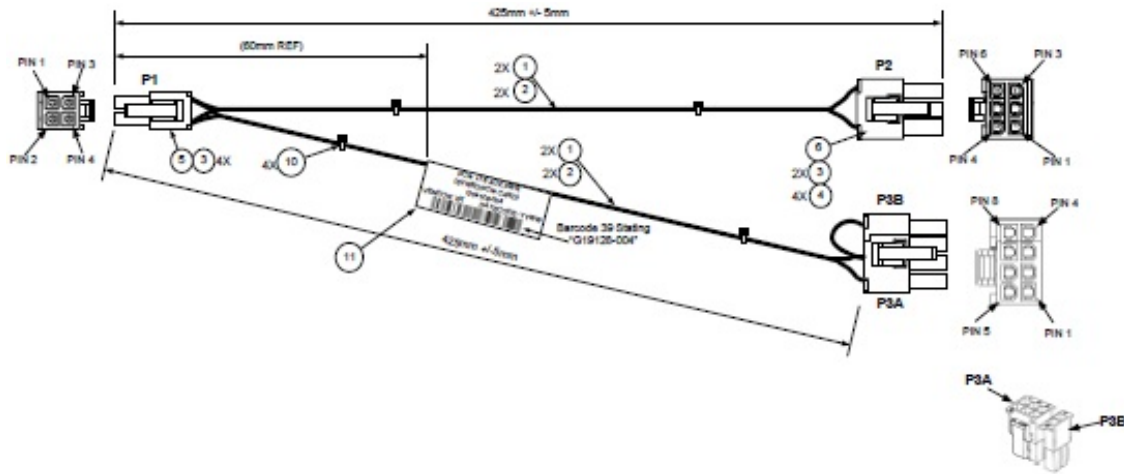 425mm +/- 5mm
(60mm REF)
PIN 1
PIN 3
P1
2X 1
2X 2
P2
PIN 6
PIN 3
PIN 2
PIN 4
5 3 4X
4X 10
2X 1
2X 2
6
2X 3
4X 4
PIN 4
PIN 1
P3B
PIN 8
PIN 4
Barcode 39 Stating
"G19128-004"
11
425mm +/-5mm
P3A
PIN 5
PIN 1
P3A
P3B